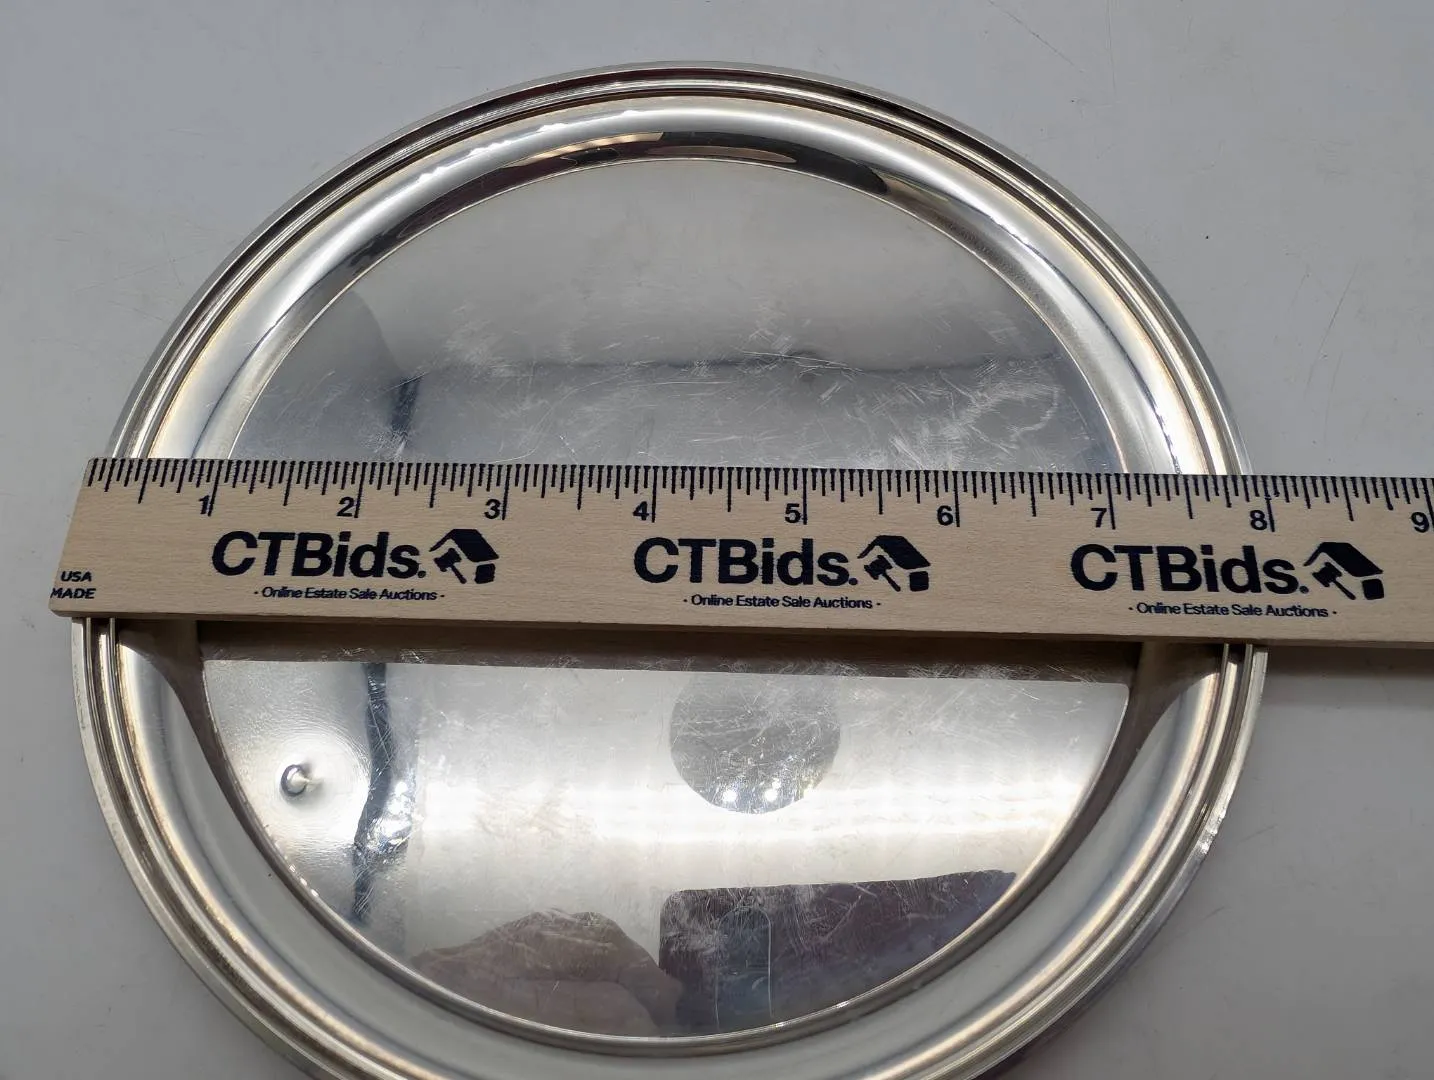 1 2 3 4 5 6 7 8 9
CTBids. CTBids. CTBids.
USA
MADE
· Online Estate Sale Auctions · · Online Estate Sale Auctions · · Online Estate Sale Auctions ·